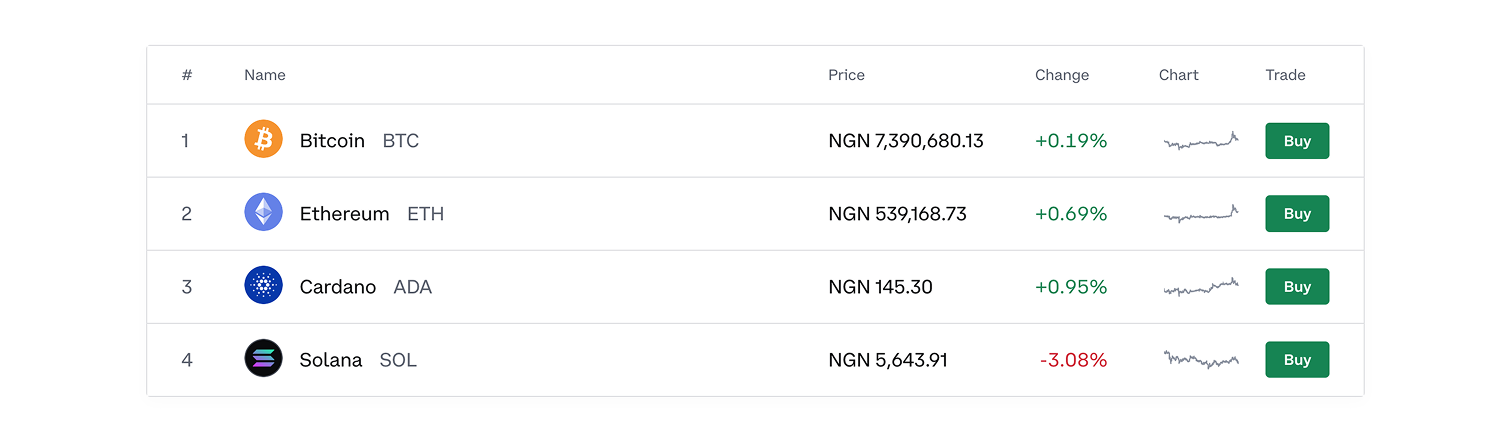 # Name Price Change Chart Trade
1 Bitcoin BTC NGN 7,390,680.13 +0.19% Buy
2 Ethereum ETH NGN 539,168.73 +0.69% Buy
3 Cardano ADA NGN 145.30 +0.95% Buy
4 Solana SOL NGN 5,643.91 -3.08% Buy